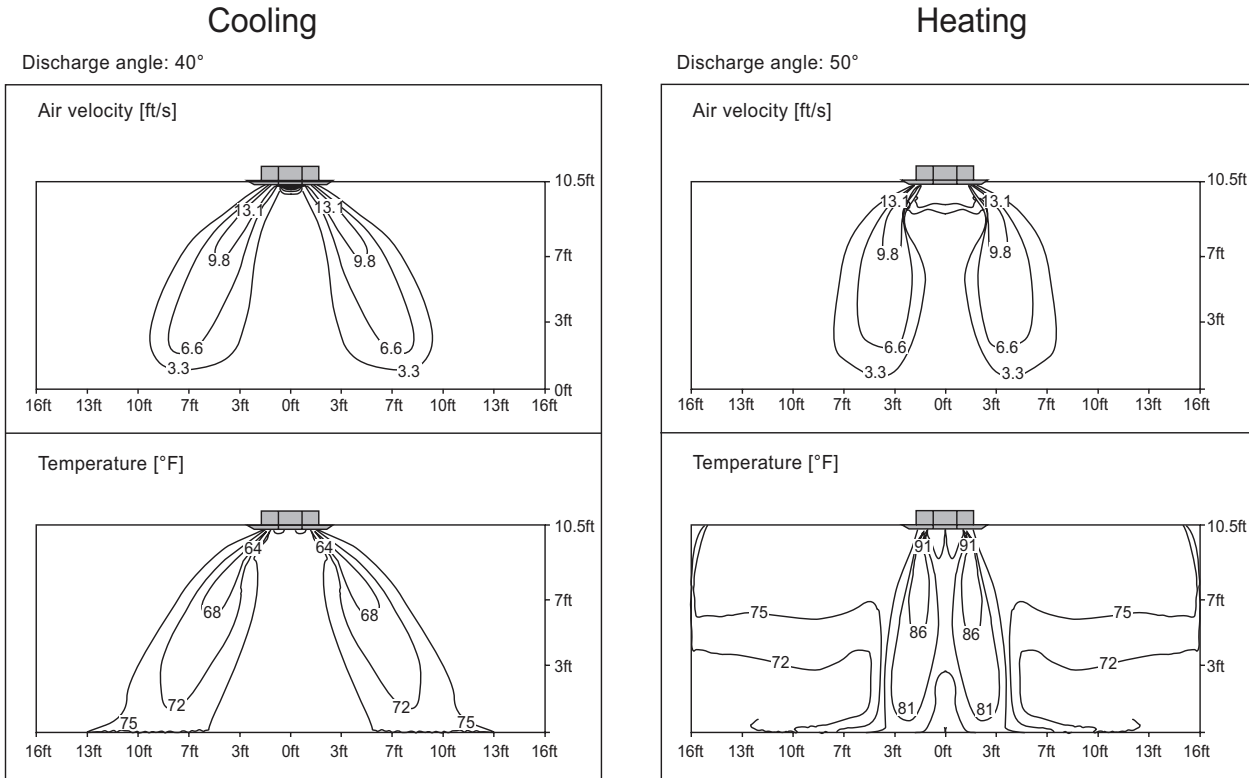 Cooling
Discharge angle: 40°
Air velocity [ft/s]
13.1 13.1
9.8 9.8
6.6 6.6
3.3 3.3
10.5ft
7ft
3ft
0ft
16ft 13ft 10ft 7ft 3ft 0ft 3ft 7ft 10ft 13ft 16ft
Temperature [°F]
64 64
68 68
72 72
75 75
10.5ft
7ft
3ft
16ft 13ft 10ft 7ft 3ft 0ft 3ft 7ft 10ft 13ft 16ft
Heating
Discharge angle: 50°
Air velocity [ft/s]
13.1 13.1
9.8 9.8
6.6 6.6
3.3 3.3
10.5ft
7ft
3ft
16ft 13ft 10ft 7ft 3ft 0ft 3ft 7ft 10ft 13ft 16ft
Temperature [°F]
91 91
75 75
86 86
72 72
81 81
10.5ft
7ft
3ft
16ft 13ft 10ft 7ft 3ft 0ft 3ft 7ft 10ft 13ft 16ft